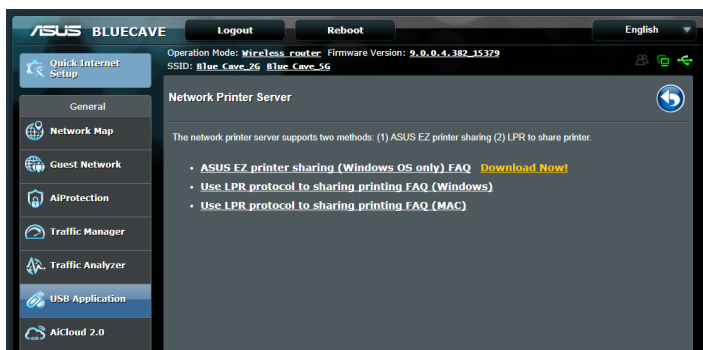 ASUS BLUECAVE Logout Reboot English
Operation Mode: Wireless router Firmware Version: 9.0.0.4.382_15379
SSID: Blue Cave_2G Blue Cave_5G
Quick Internet
Setup
General
Network Map
Guest Network
AiProtection
Traffic Manager
Traffic Analyzer
USB Application
AiCloud 2.0
Network Printer Server
The network printer server supports two methods: (1) ASUS EZ printer sharing (2) LPR to share printer.
ASUS EZ printer sharing (Windows OS only) FAQ Download Now!
Use LPR protocol to sharing printing FAQ (Windows)
Use LPR protocol to sharing printing FAQ (MAC)